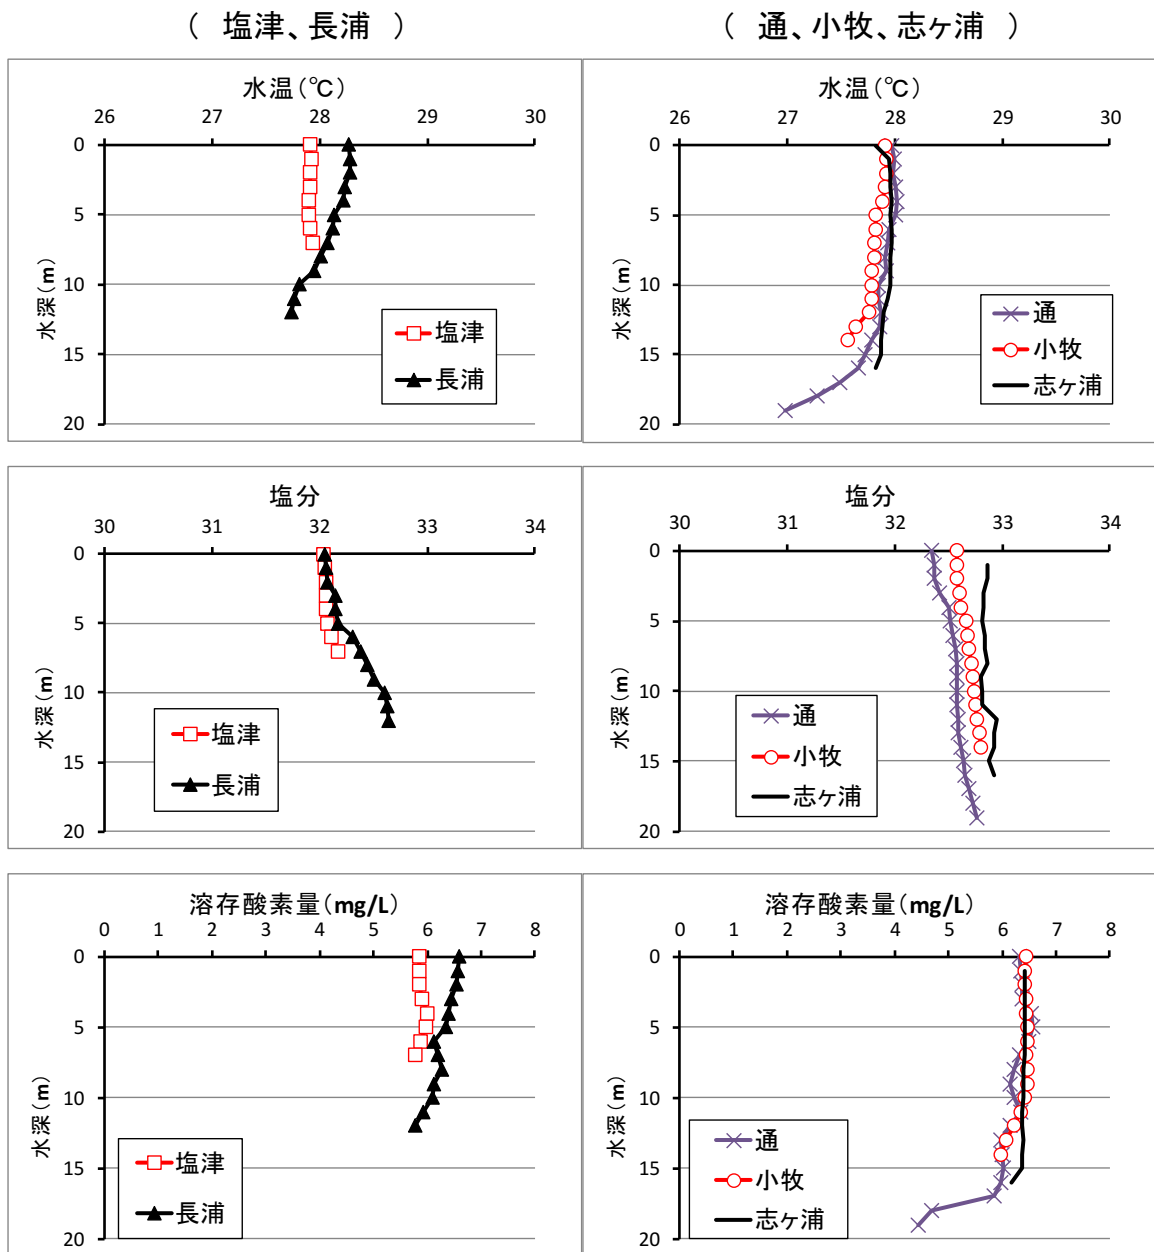 ( 塩津、長浦 )
( 通、小牧、志ヶ浦 )
水温(℃)
26 27 28 29 30
0
5
10
15
20
水深(m)
塩津
長浦
水温(℃)
26 27 28 29 30
0
5
10
15
20
水深(m)
通
小牧
志ヶ浦
塩分
30 31 32 33 34
0
5
10
15
20
水深(m)
塩津
長浦
塩分
30 31 32 33 34
0
5
10
15
20
水深(m)
通
小牧
志ヶ浦
溶存酸素量(mg/L)
0 1 2 3 4 5 6 7 8
0
5
10
15
20
水深(m)
塩津
長浦
溶存酸素量(mg/L)
0 1 2 3 4 5 6 7 8
0
5
10
15
20
水深(m)
通
小牧
志ヶ浦